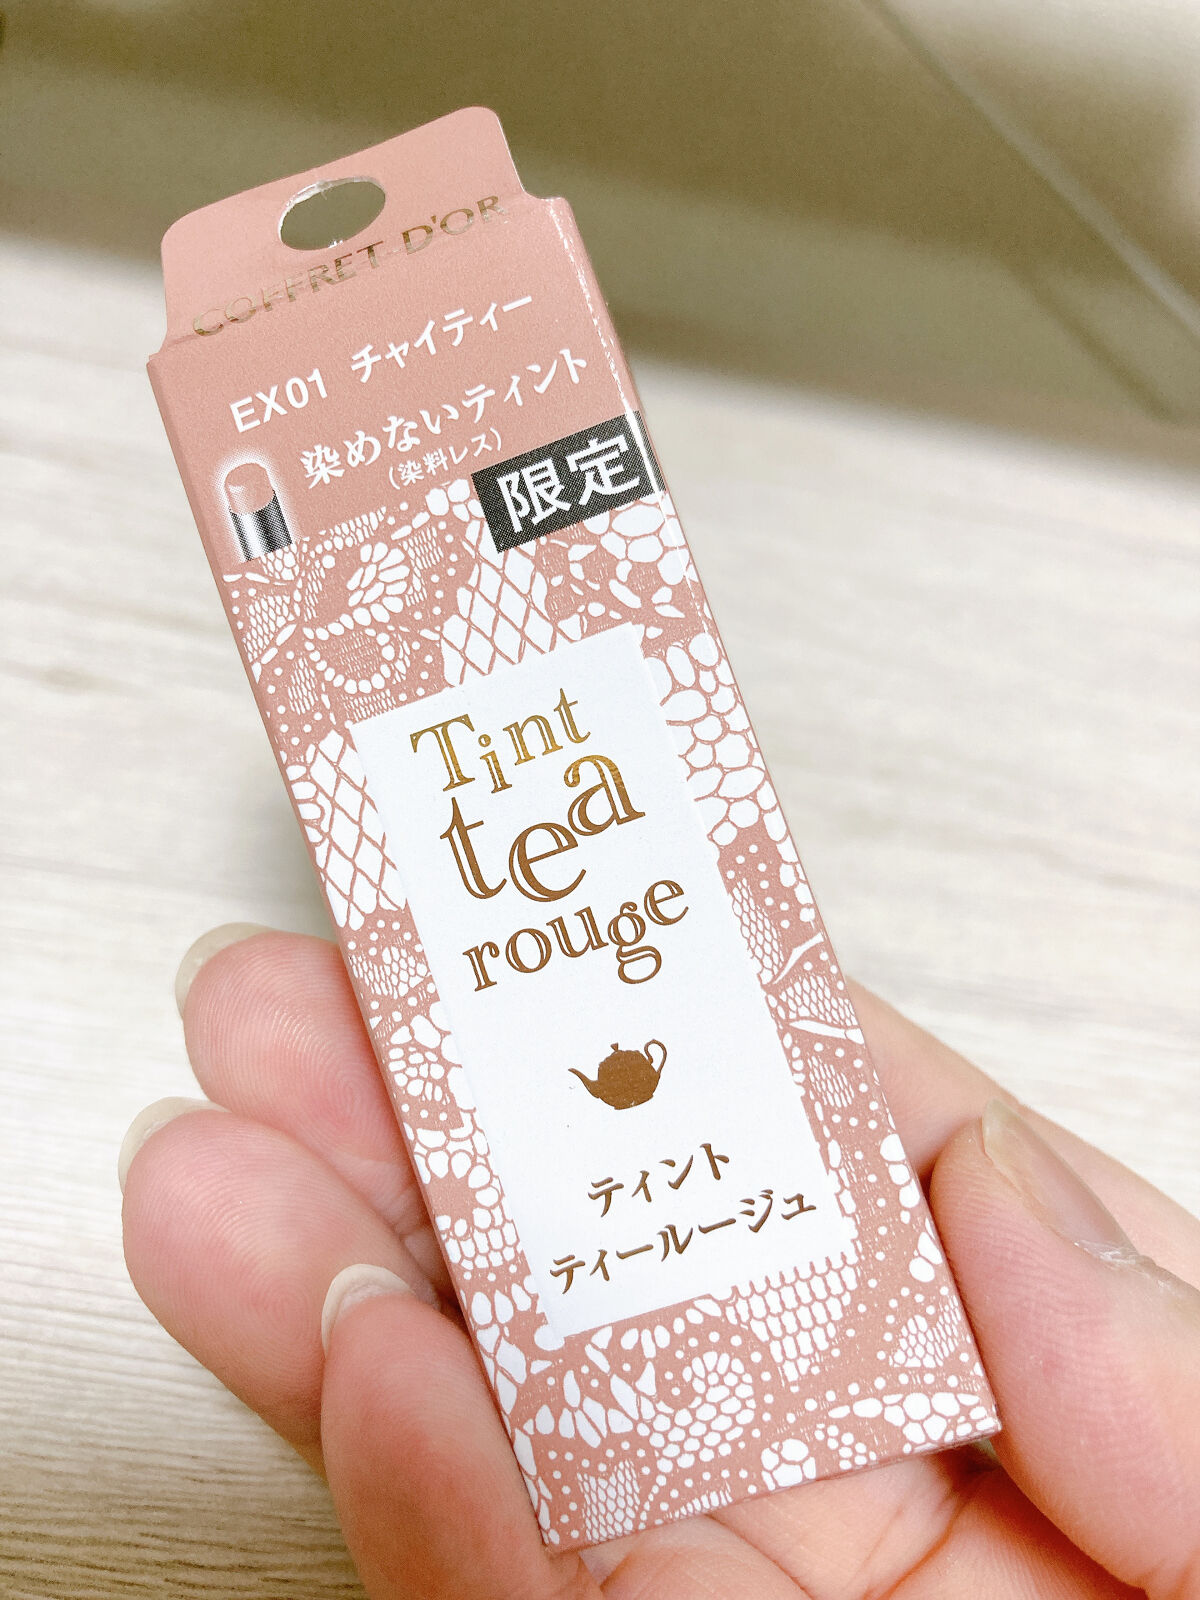 COFFRET D'OR
EX01 チャイティー
染めないティント
(染料レス)
限定
Tint
tea
rouge
ティント
ティールージュ